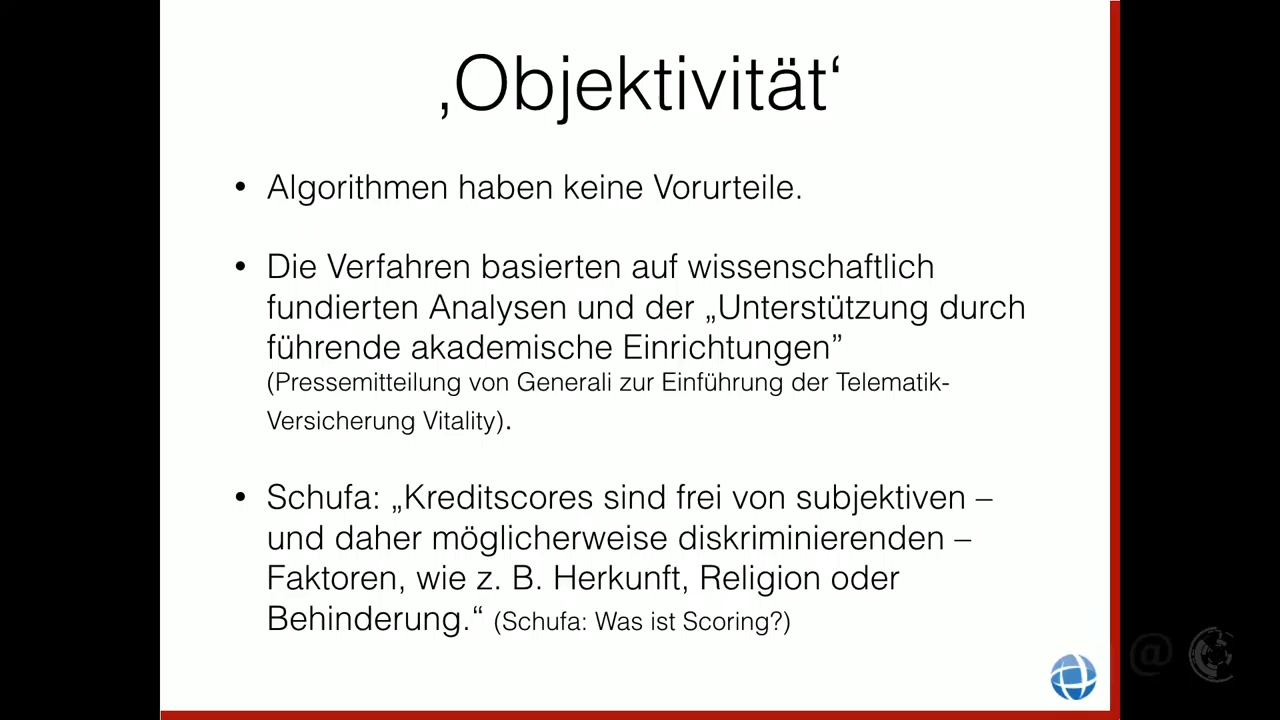 ‚Objektivität‘
• Algorithmen haben keine Vorurteile.
• Die Verfahren basierten auf wissenschaftlich
fundierten Analysen und der „Unterstützung durch
führende akademische Einrichtungen”
(Pressemitteilung von Generali zur Einführung der Telematik-
Versicherung Vitality).
• Schufa: „Kreditscores sind frei von subjektiven –
und daher möglicherweise diskriminierenden –
Faktoren, wie z. B. Herkunft, Religion oder
Behinderung.“ (Schufa: Was ist Scoring?)
@